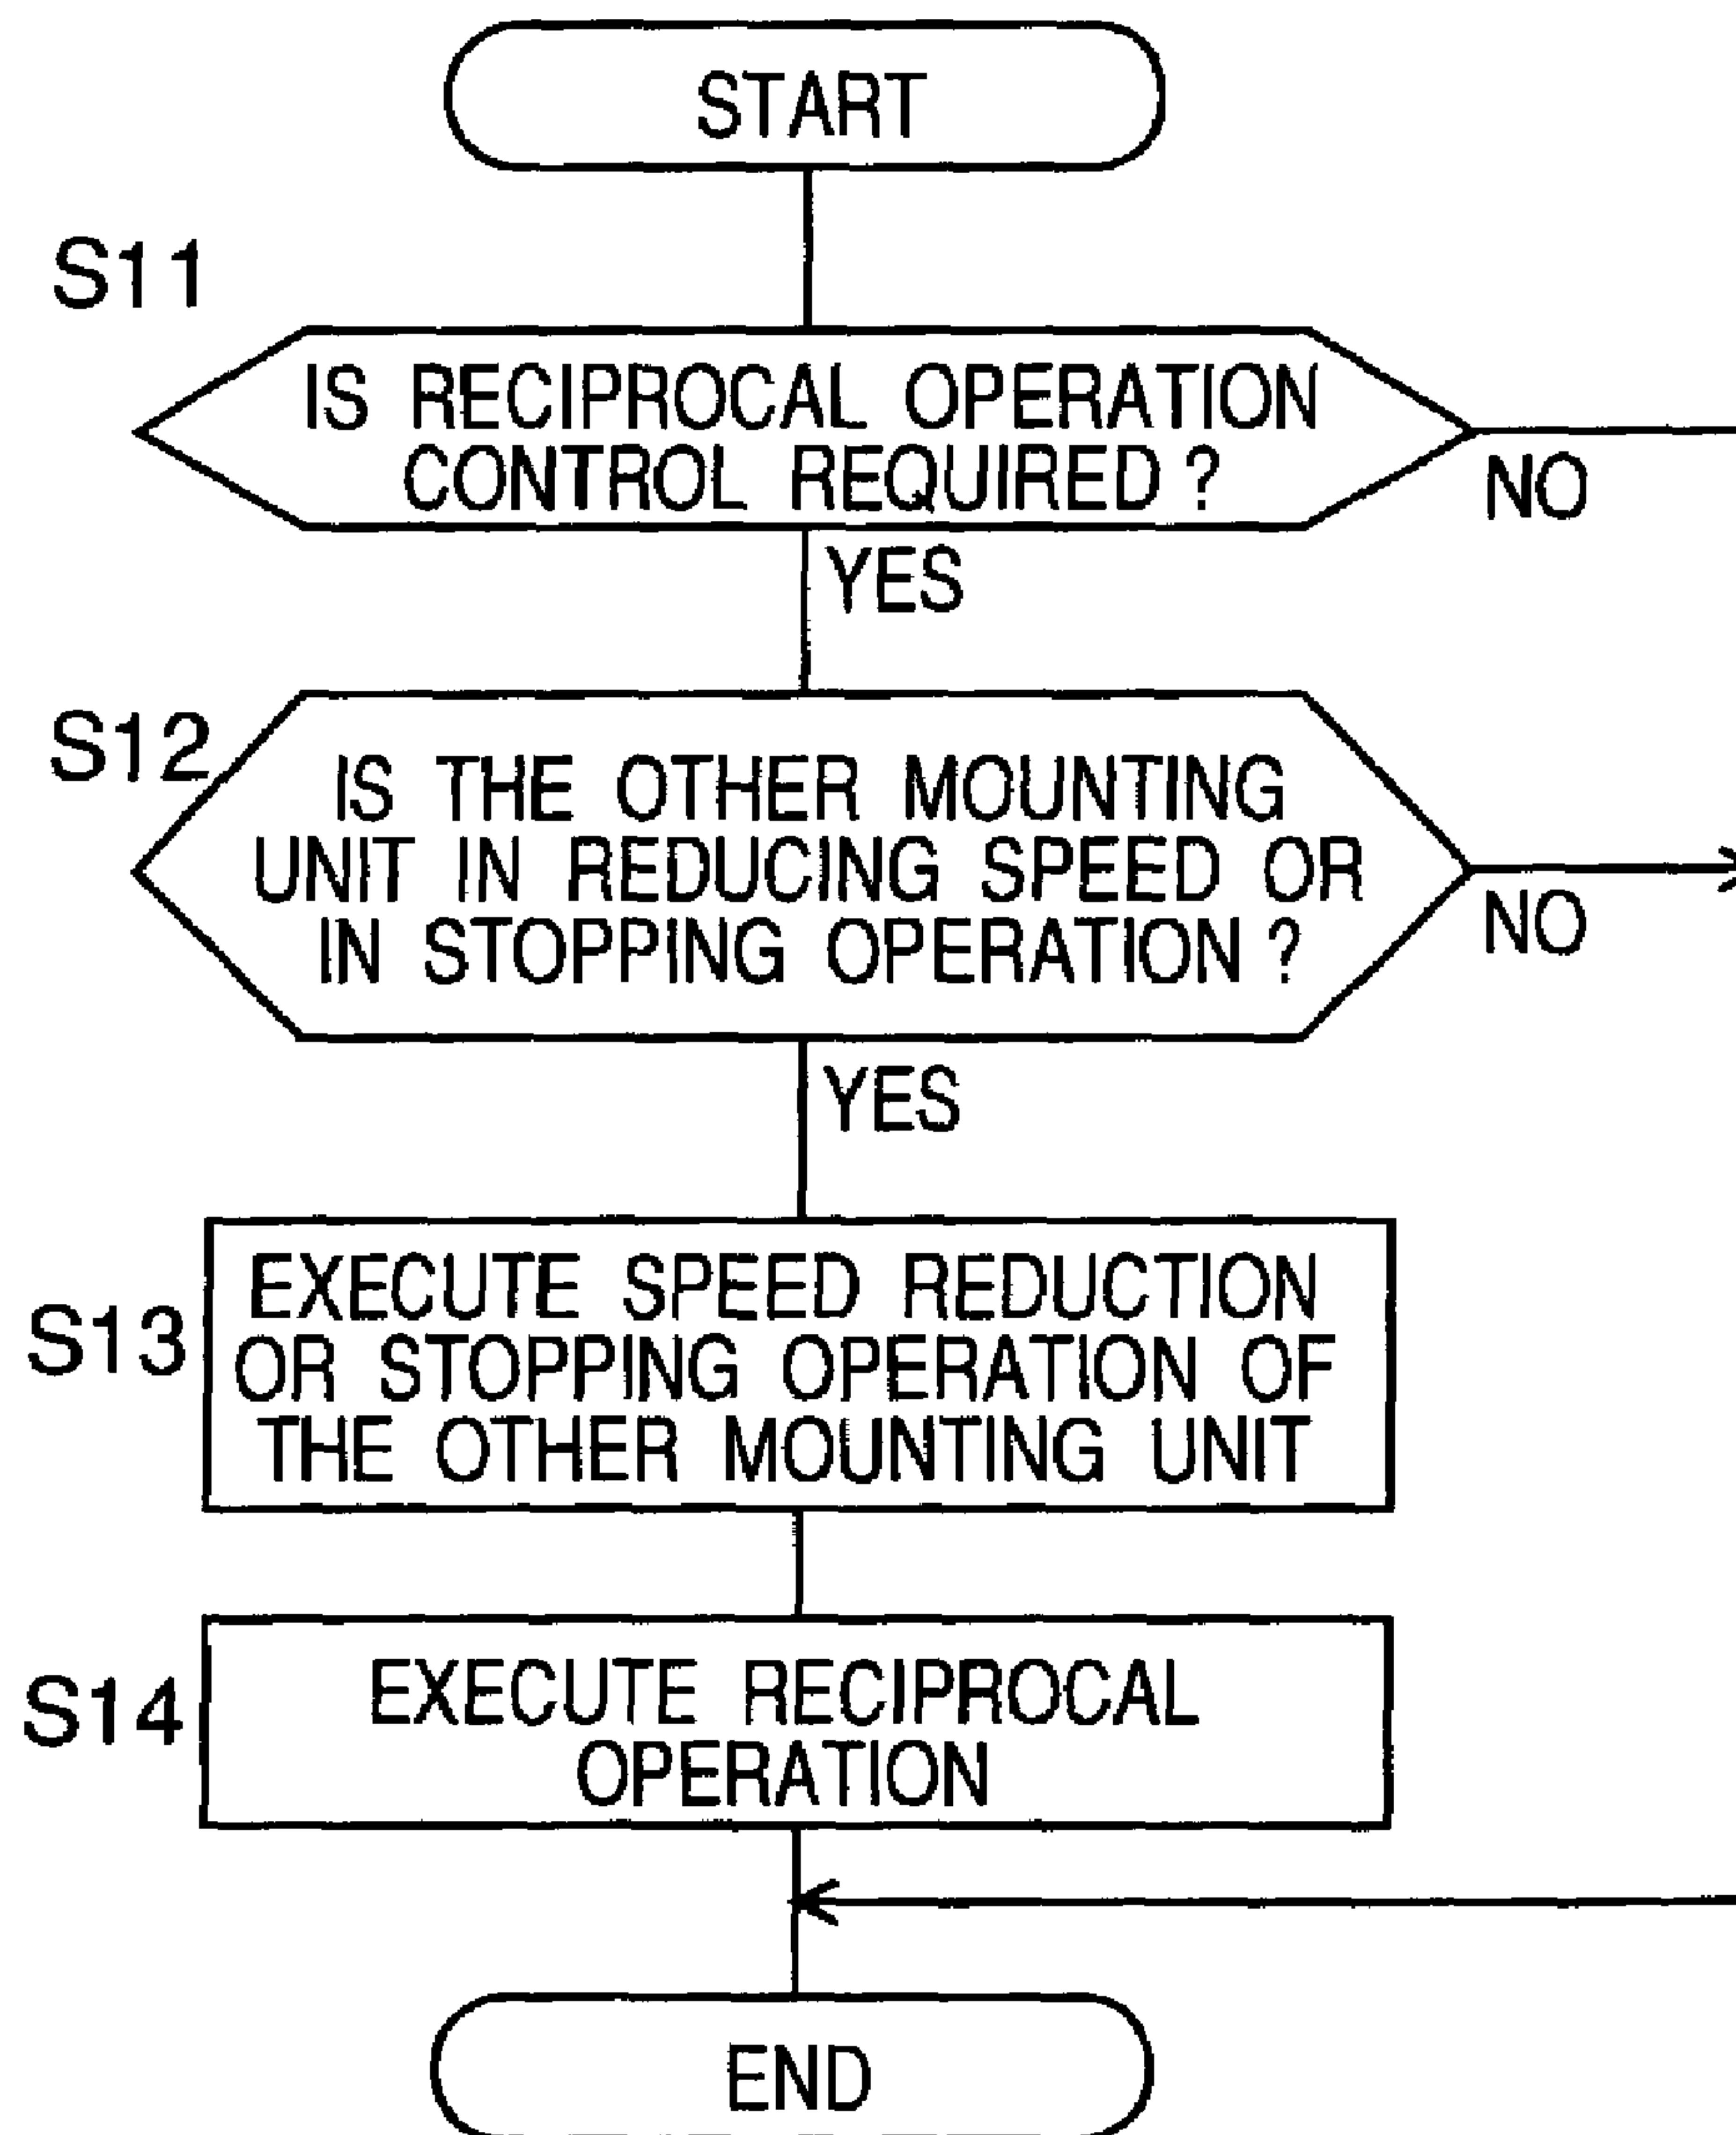 START
S11
IS RECIPROCAL OPERATION
CONTROL REQUIRED ?
NO
YES
S12
IS THE OTHER MOUNTING
UNIT IN REDUCING SPEED OR
IN STOPPING OPERATION ?
NO
YES
S13
EXECUTE SPEED REDUCTION
OR STOPPING OPERATION OF
THE OTHER MOUNTING UNIT
S14
EXECUTE RECIPROCAL
OPERATION
END